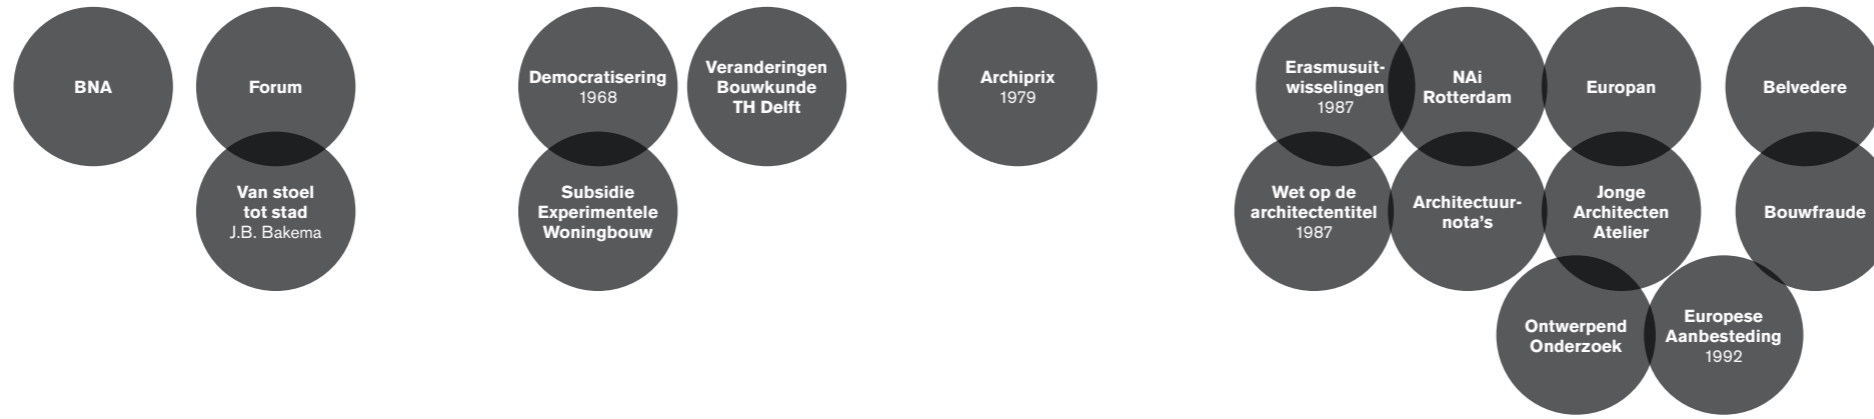 BNA
Forum
Van stoel
tot stad
J.B. Bakema
Democratisering
1968
Subsidie
Experimentele
Woningbouw
Veranderingen
Bouwkunde
TH Delft
Archiprix
1979
Erasmusuit-
wisselingen
1987
NAi
Rotterdam
Europan
Belvedere
Wet op de
architectentitel
1987
Architectuur-
nota's
Jonge
Architecten
Atelier
Bouwfraude
Ontwerpend
Onderzoek
Europese
Aanbesteding
1992